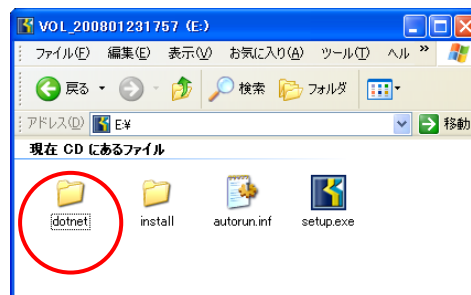 VOL_200801231757 (E:)
ファイル(F) 編集(E) 表示(V) お気に入り(A) ツール(T) ヘル »
戻る 検索 フォルダ
アドレス(D) E:¥ 移動
現在 CD にあるファイル
dotnet install autorun.inf setup.exe